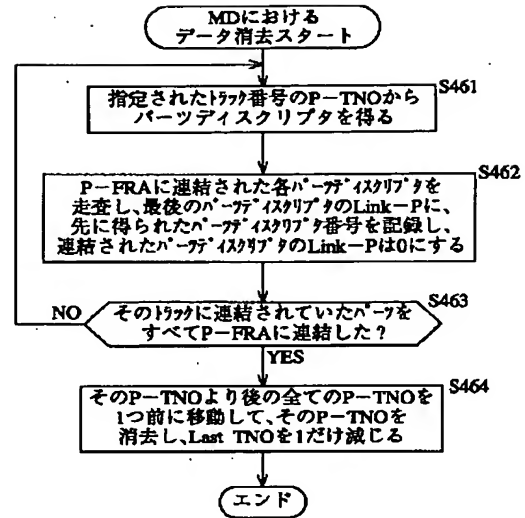 MDにおける
データ消去スタート
S461
指定されたトラック番号のP-TNOから
パーツディスクリプタを得る
S462
P-FRAに連結された各パーツディスクリプタを
走査し、最後のパーツディスクリプタのLink-Pに、
先に得られたパーツディスクリプタ番号を記録し、
連結されたパーツディスクリプタのLink-Pは0にする
S463
NO
そのトラックに連結されていたパーツを
すべてP-FRAに連結した?
YES
S464
そのP-TNOより後の全てのP-TNOを
1つ前に移動して、そのP-TNOを
消去し、Last TNOを1だけ減じる
エンド